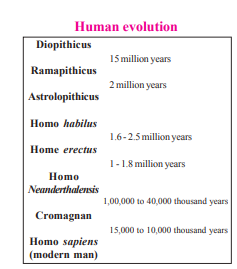 Human evolution
Diopithicus
15 million years
Ramapithicus
2 million years
Astrolopithicus
Homo habilus
1.6 - 2.5 million years
Home erectus
1 - 1.8 million years
Homo
Neanderthalensis
1,00,000 to 40,000 thousand years
Cromagnan
15,000 to 10,000 thousand years
Homo sapiens
(modern man)